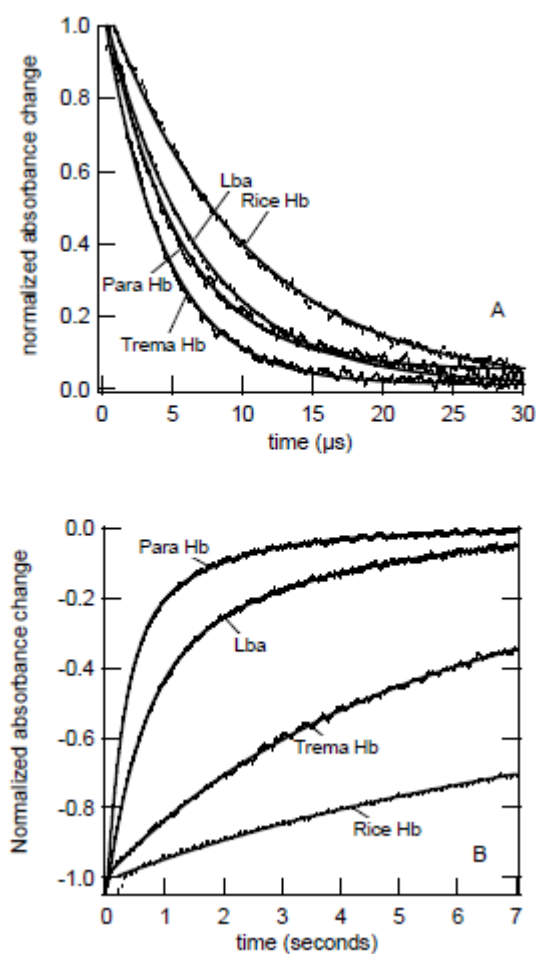 normalized absorbance change
1.0
0.8
0.6
0.4
0.2
0.0
Lba
Rice Hb
Para Hb
Trema Hb
A
0 5 10 15 20 25 30
time (µs)
Normalized absorbance change
0.0
-0.2
-0.4
-0.6
-0.8
-1.0
Para Hb
Lba
Trema Hb
Rice Hb
B
0 1 2 3 4 5 6 7
time (seconds)